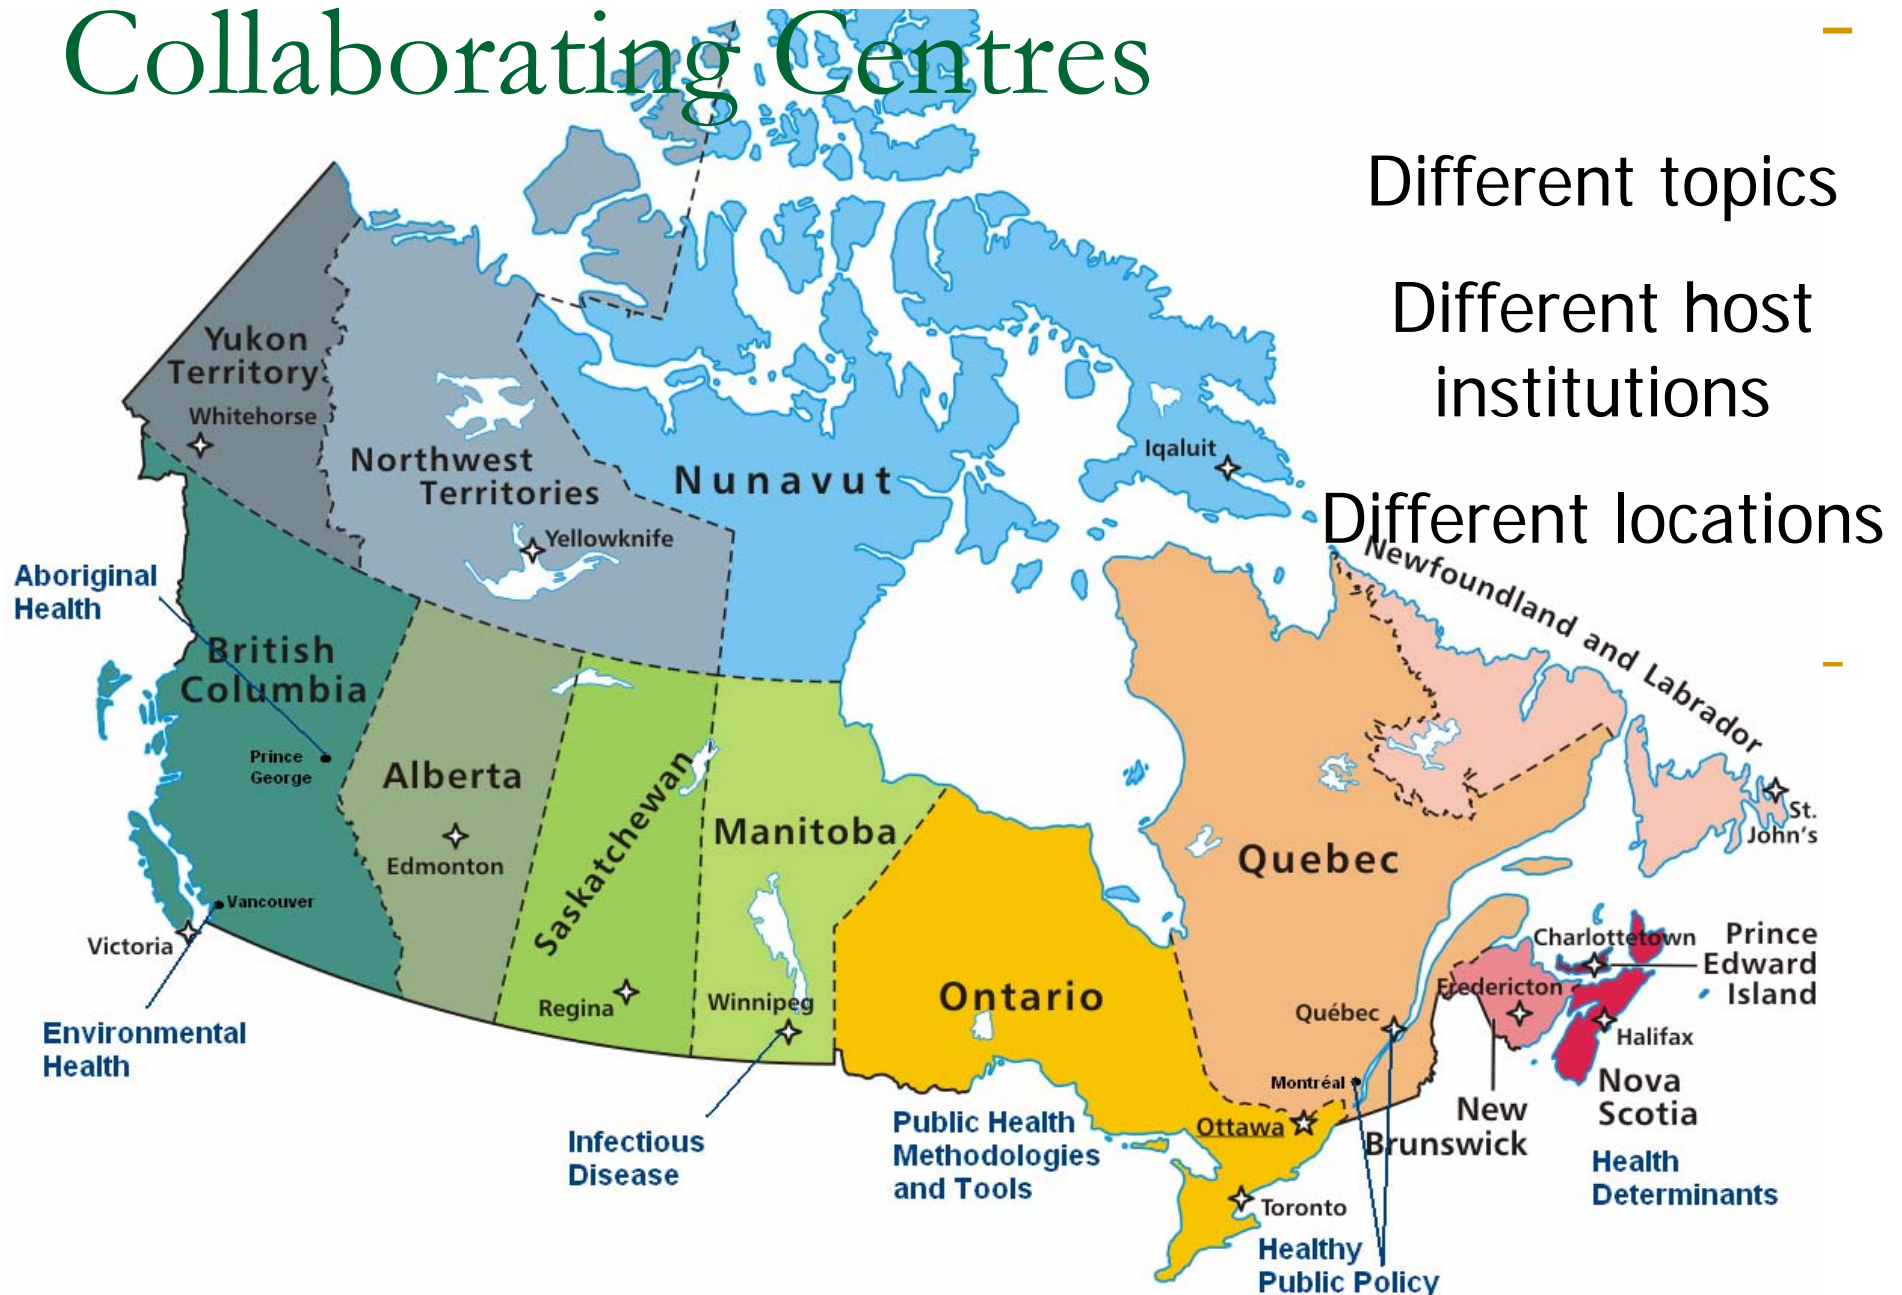 Collaborating Centres
Different topics
Different host
institutions
Different locations
Yukon
Territory
Whitehorse
Northwest
Territories
Yellowknife
Nunavut
Iqaluit
Newfoundland and Labrador
Aboriginal
Health
British
Columbia
Prince
George
Alberta
Edmonton
Saskatchewan
Manitoba
Quebec
St.
John's
Vancouver
Victoria
Regina
Winnipeg
Ontario
Québec
Montréal
Ottawa
Toronto
Charlottetown
Prince
Edward
Island
Fredericton
Halifax
Nova
Scotia
New
Brunswick
Environmental
Health
Infectious
Disease
Public Health
Methodologies
and Tools
Healthy
Public Policy
Health
Determinants